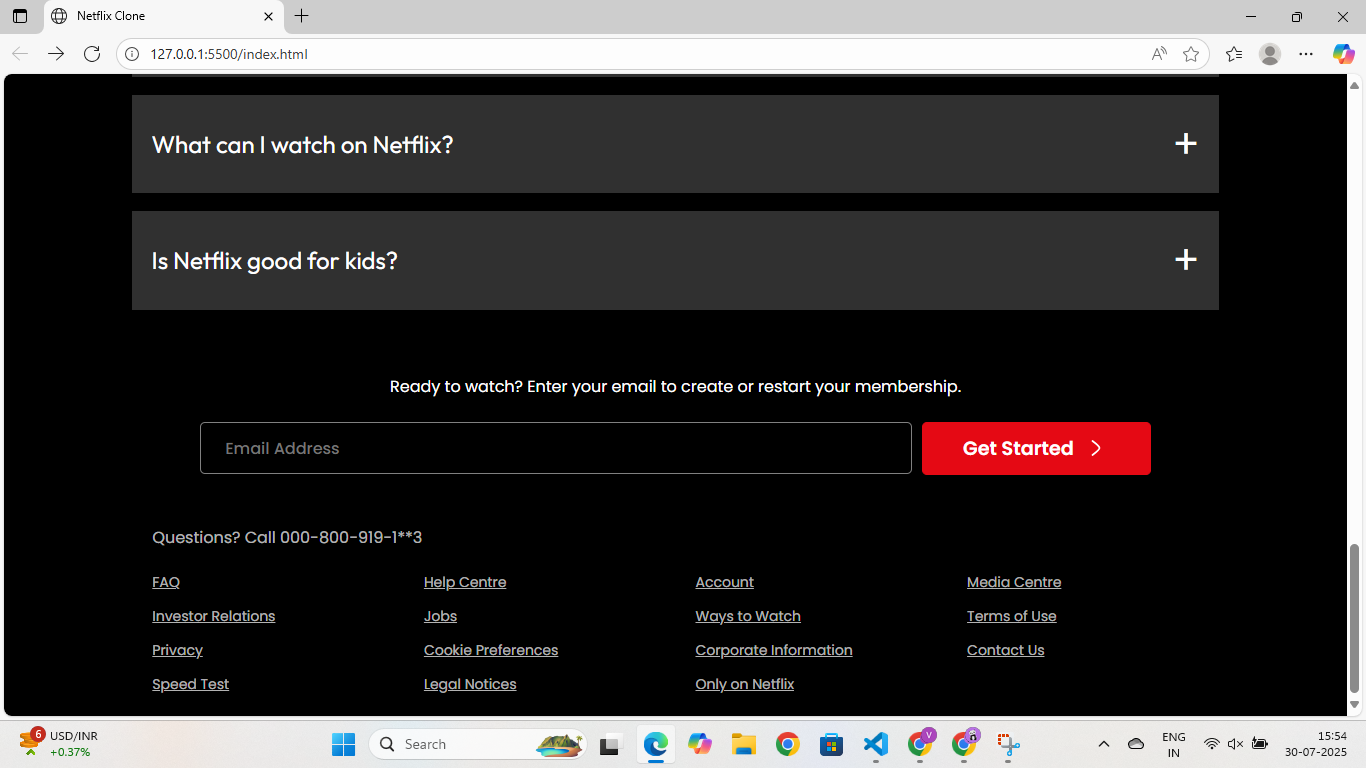 Netflix Clone
127.0.0.1:5500/index.html
What can I watch on Netflix?
Is Netflix good for kids?
Ready to watch? Enter your email to create or restart your membership.
Email Address
Get Started
Questions? Call 000-800-919-1**3
FAQ Help Centre Account Media Centre
Investor Relations Jobs Ways to Watch Terms of Use
Privacy Cookie Preferences Corporate Information Contact Us
Speed Test Legal Notices Only on Netflix
6 USD/INR
+0.37%
Search
V
ENG
IN
15:54
30-07-2025